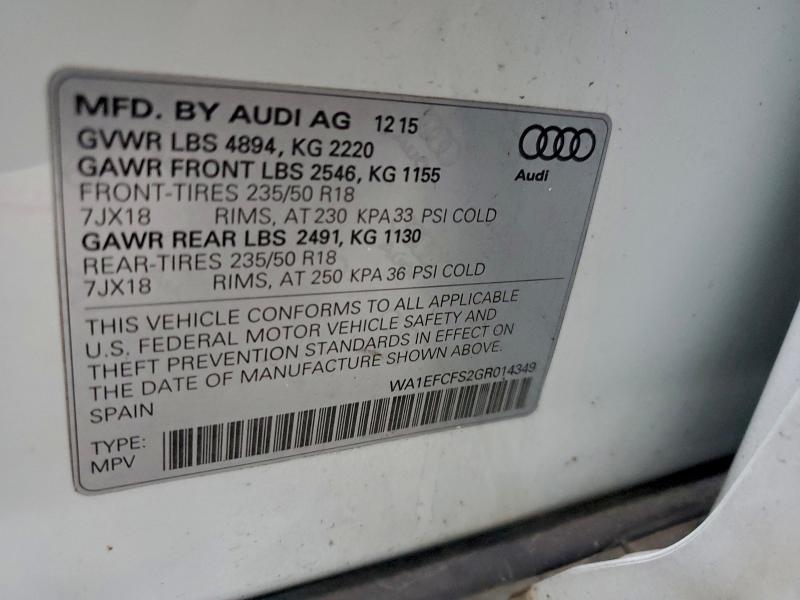 MFD. BY AUDI AG 12 15
GVWR LBS 4894, KG 2220
GAWR FRONT LBS 2546, KG 1155
FRONT-TIRES 235/50 R18
7JX18 RIMS, AT 230 KPA 33 PSI COLD
GAWR REAR LBS 2491, KG 1130
REAR-TIRES 235/50 R18
7JX18 RIMS, AT 250 KPA 36 PSI COLD
Audi
THIS VEHICLE CONFORMS TO ALL APPLICABLE
U.S. FEDERAL MOTOR VEHICLE SAFETY AND
THEFT PREVENTION STANDARDS IN EFFECT ON
THE DATE OF MANUFACTURE SHOWN ABOVE.
WA1EFCFS2GR014349
SPAIN
TYPE:
MPV